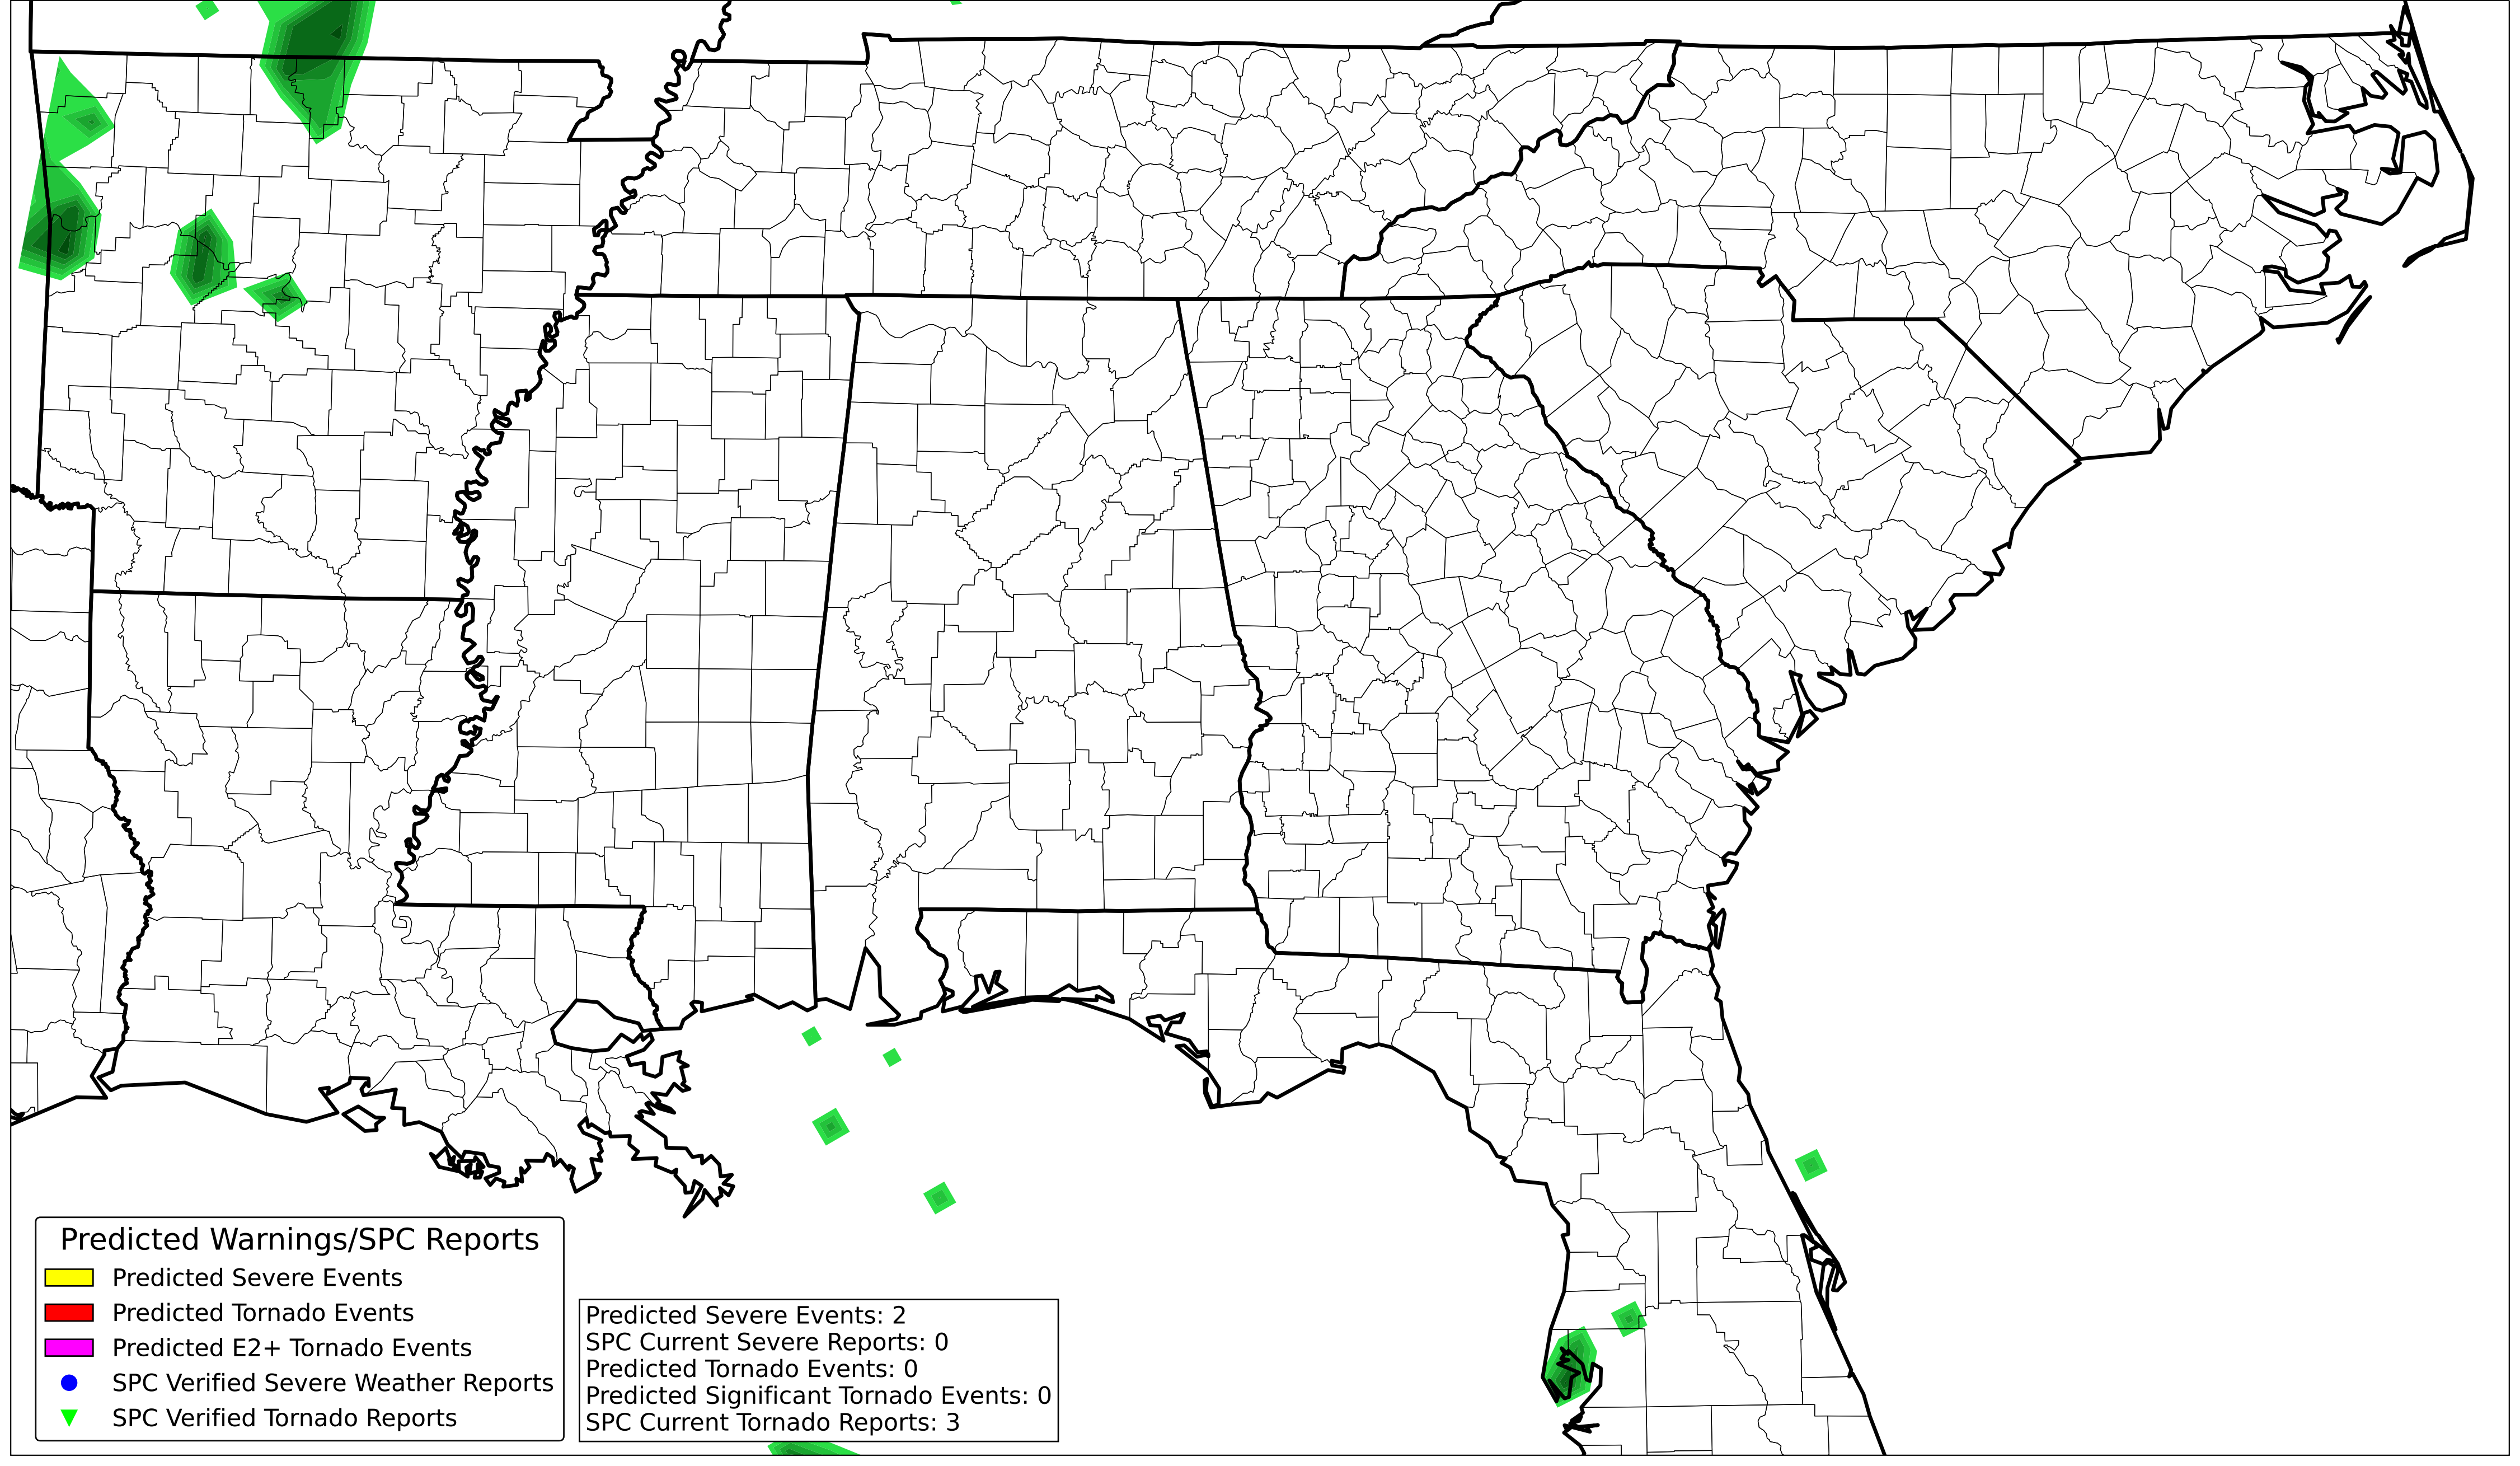 Predicted Warnings/SPC Reports
Predicted Severe Events
Predicted Tornado Events
Predicted E2+ Tornado Events
SPC Verified Severe Weather Reports
SPC Verified Tornado Reports
Predicted Severe Events: 2
SPC Current Severe Reports: 0
Predicted Tornado Events: 0
Predicted Significant Tornado Events: 0
SPC Current Tornado Reports: 3